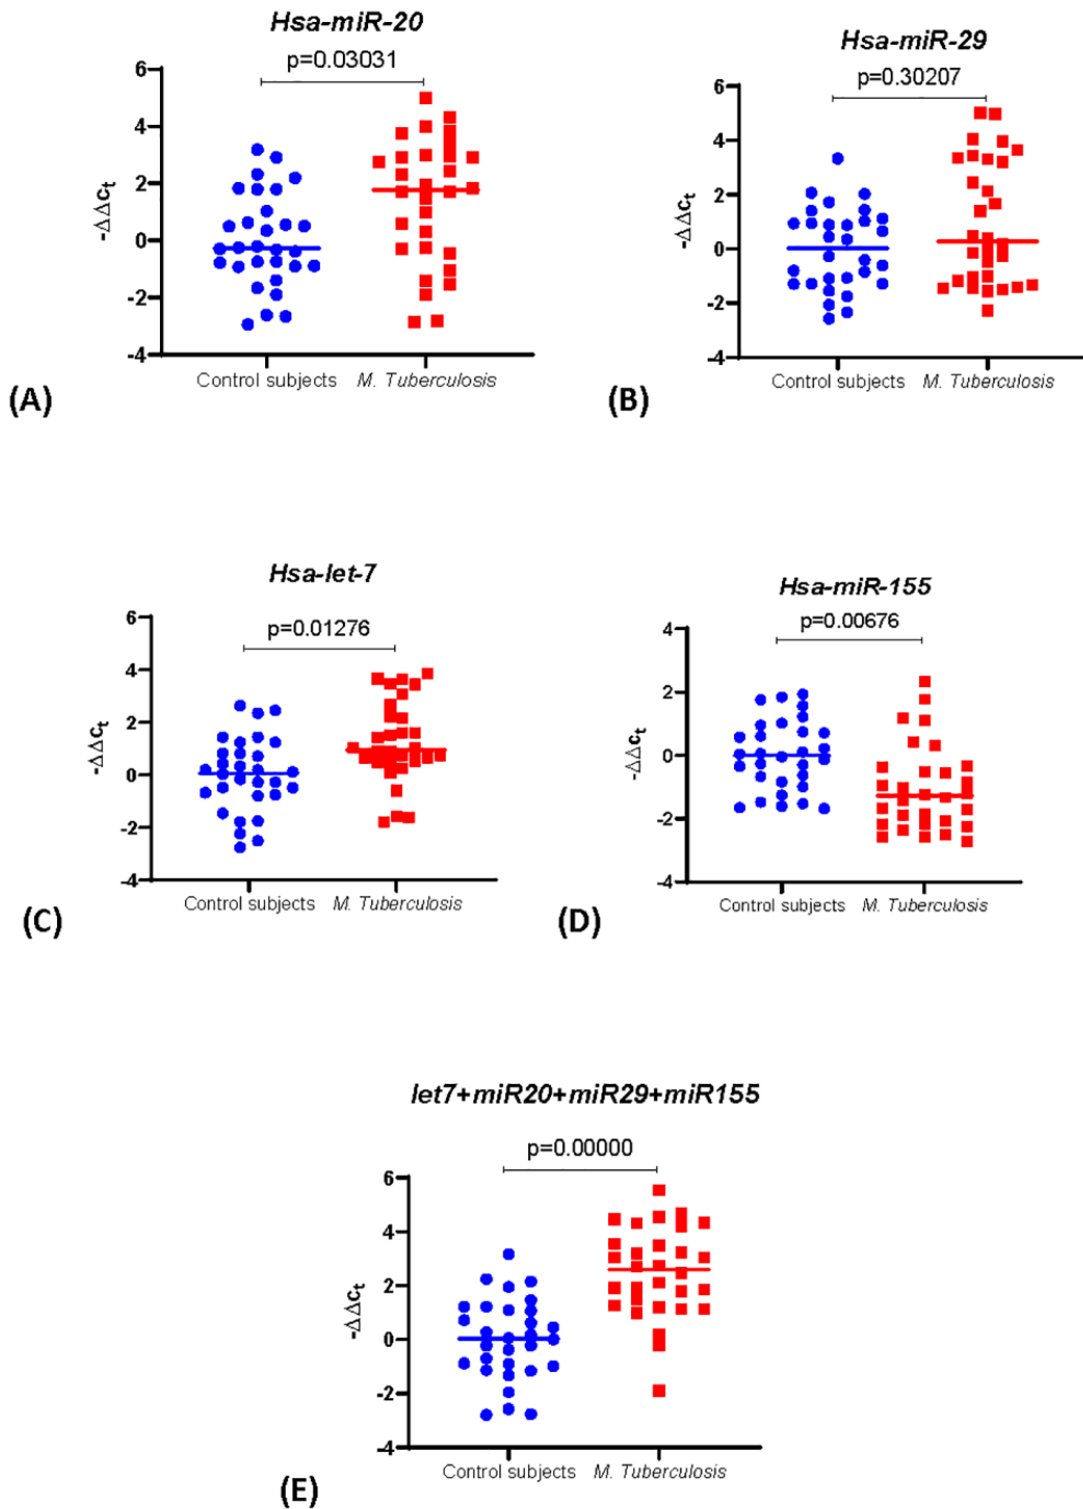 Hsa-miR-20
p=0.03031
6
4
2
0
-2
-4
-ΔΔct
Control subjects M. Tuberculosis
(A)
Hsa-miR-29
p=0.30207
6
4
2
0
-2
-4
-ΔΔct
Control subjects M. Tuberculosis
(B)
Hsa-let-7
p=0.01276
6
4
2
0
-2
-4
-ΔΔct
Control subjects M. Tuberculosis
(C)
Hsa-miR-155
p=0.00676
4
2
0
-2
-4
-ΔΔct
Control subjects M. Tuberculosis
(D)
let7+miR20+miR29+miR155
p=0.00000
6
4
2
0
-2
-4
-ΔΔct
Control subjects M. Tuberculosis
(E)